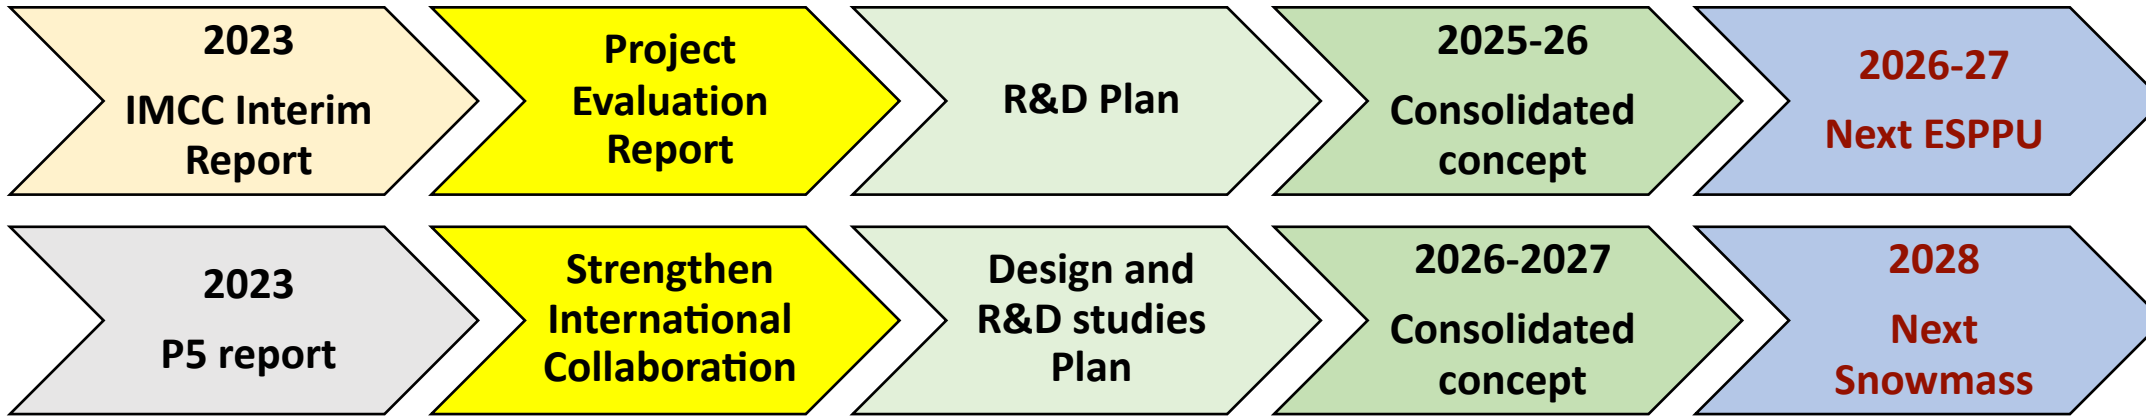 2023
IMCC Interim
Report
Project
Evaluation
Report
R&D Plan
2025-26
Consolidated
concept
2026-27
Next ESPPU
2023
P5 report
Strengthen
International
Collaboration
Design and
R&D studies
Plan
2026-2027
Consolidated
concept
2028
Next
Snowmass